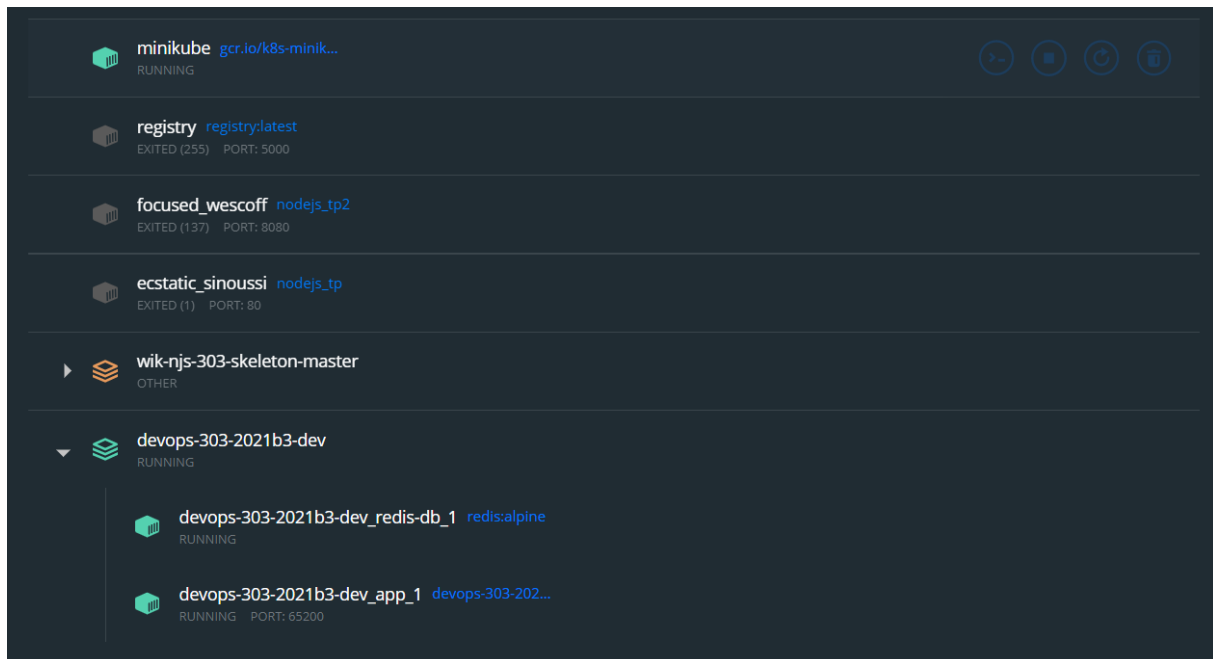 minikube gcr.io/k8s-minik...
RUNNING
registry registry:latest
EXITED (255) PORT: 5000
focused_wescoff nodejs_tp2
EXITED (137) PORT: 8080
ecstatic_sinoussi nodejs_tp
EXITED (1) PORT: 80
wik-njs-303-skeleton-master
OTHER
devops-303-2021b3-dev
RUNNING
devops-303-2021b3-dev_redis-db_1 redis:alpine
RUNNING
devops-303-2021b3-dev_app_1 devops-303-202...
RUNNING PORT: 65200